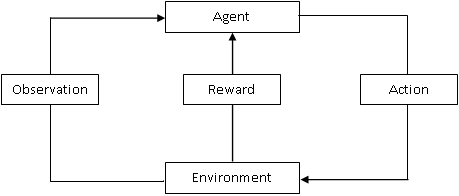 Agent
Observation
Reward
Action
Environment